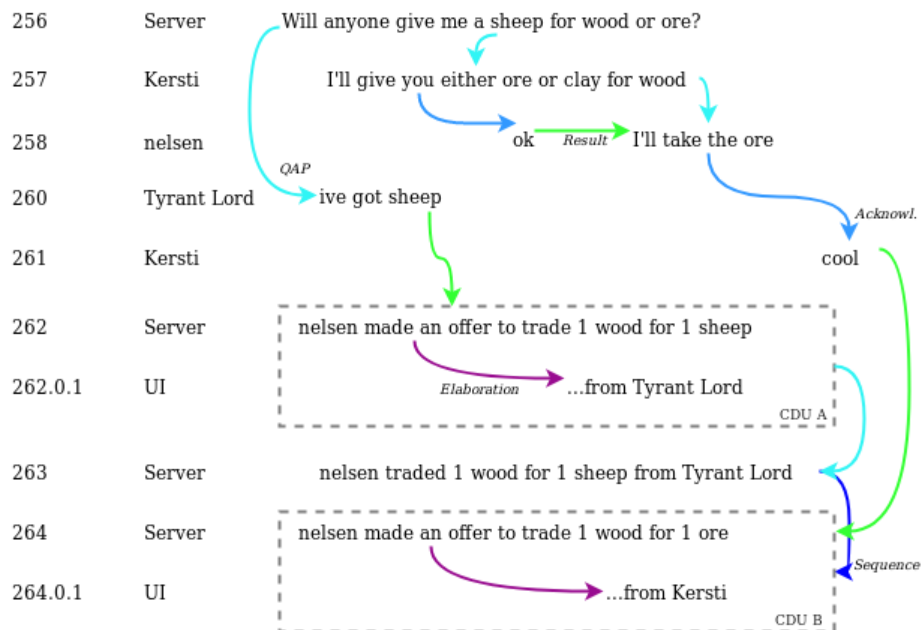 256 Server Will anyone give me a sheep for wood or ore?
257 Kersti I'll give you either ore or clay for wood
258 nelsen ok Result I'll take the ore
QAP
260 Tyrant Lord ive got sheep
Acknowl.
261 Kersti cool
262 Server nelsen made an offer to trade 1 wood for 1 sheep
262.0.1 UI Elaboration ...from Tyrant Lord
CDU A
263 Server nelsen traded 1 wood for 1 sheep from Tyrant Lord
264 Server nelsen made an offer to trade 1 wood for 1 ore
Sequence
264.0.1 UI ...from Kersti
CDU B